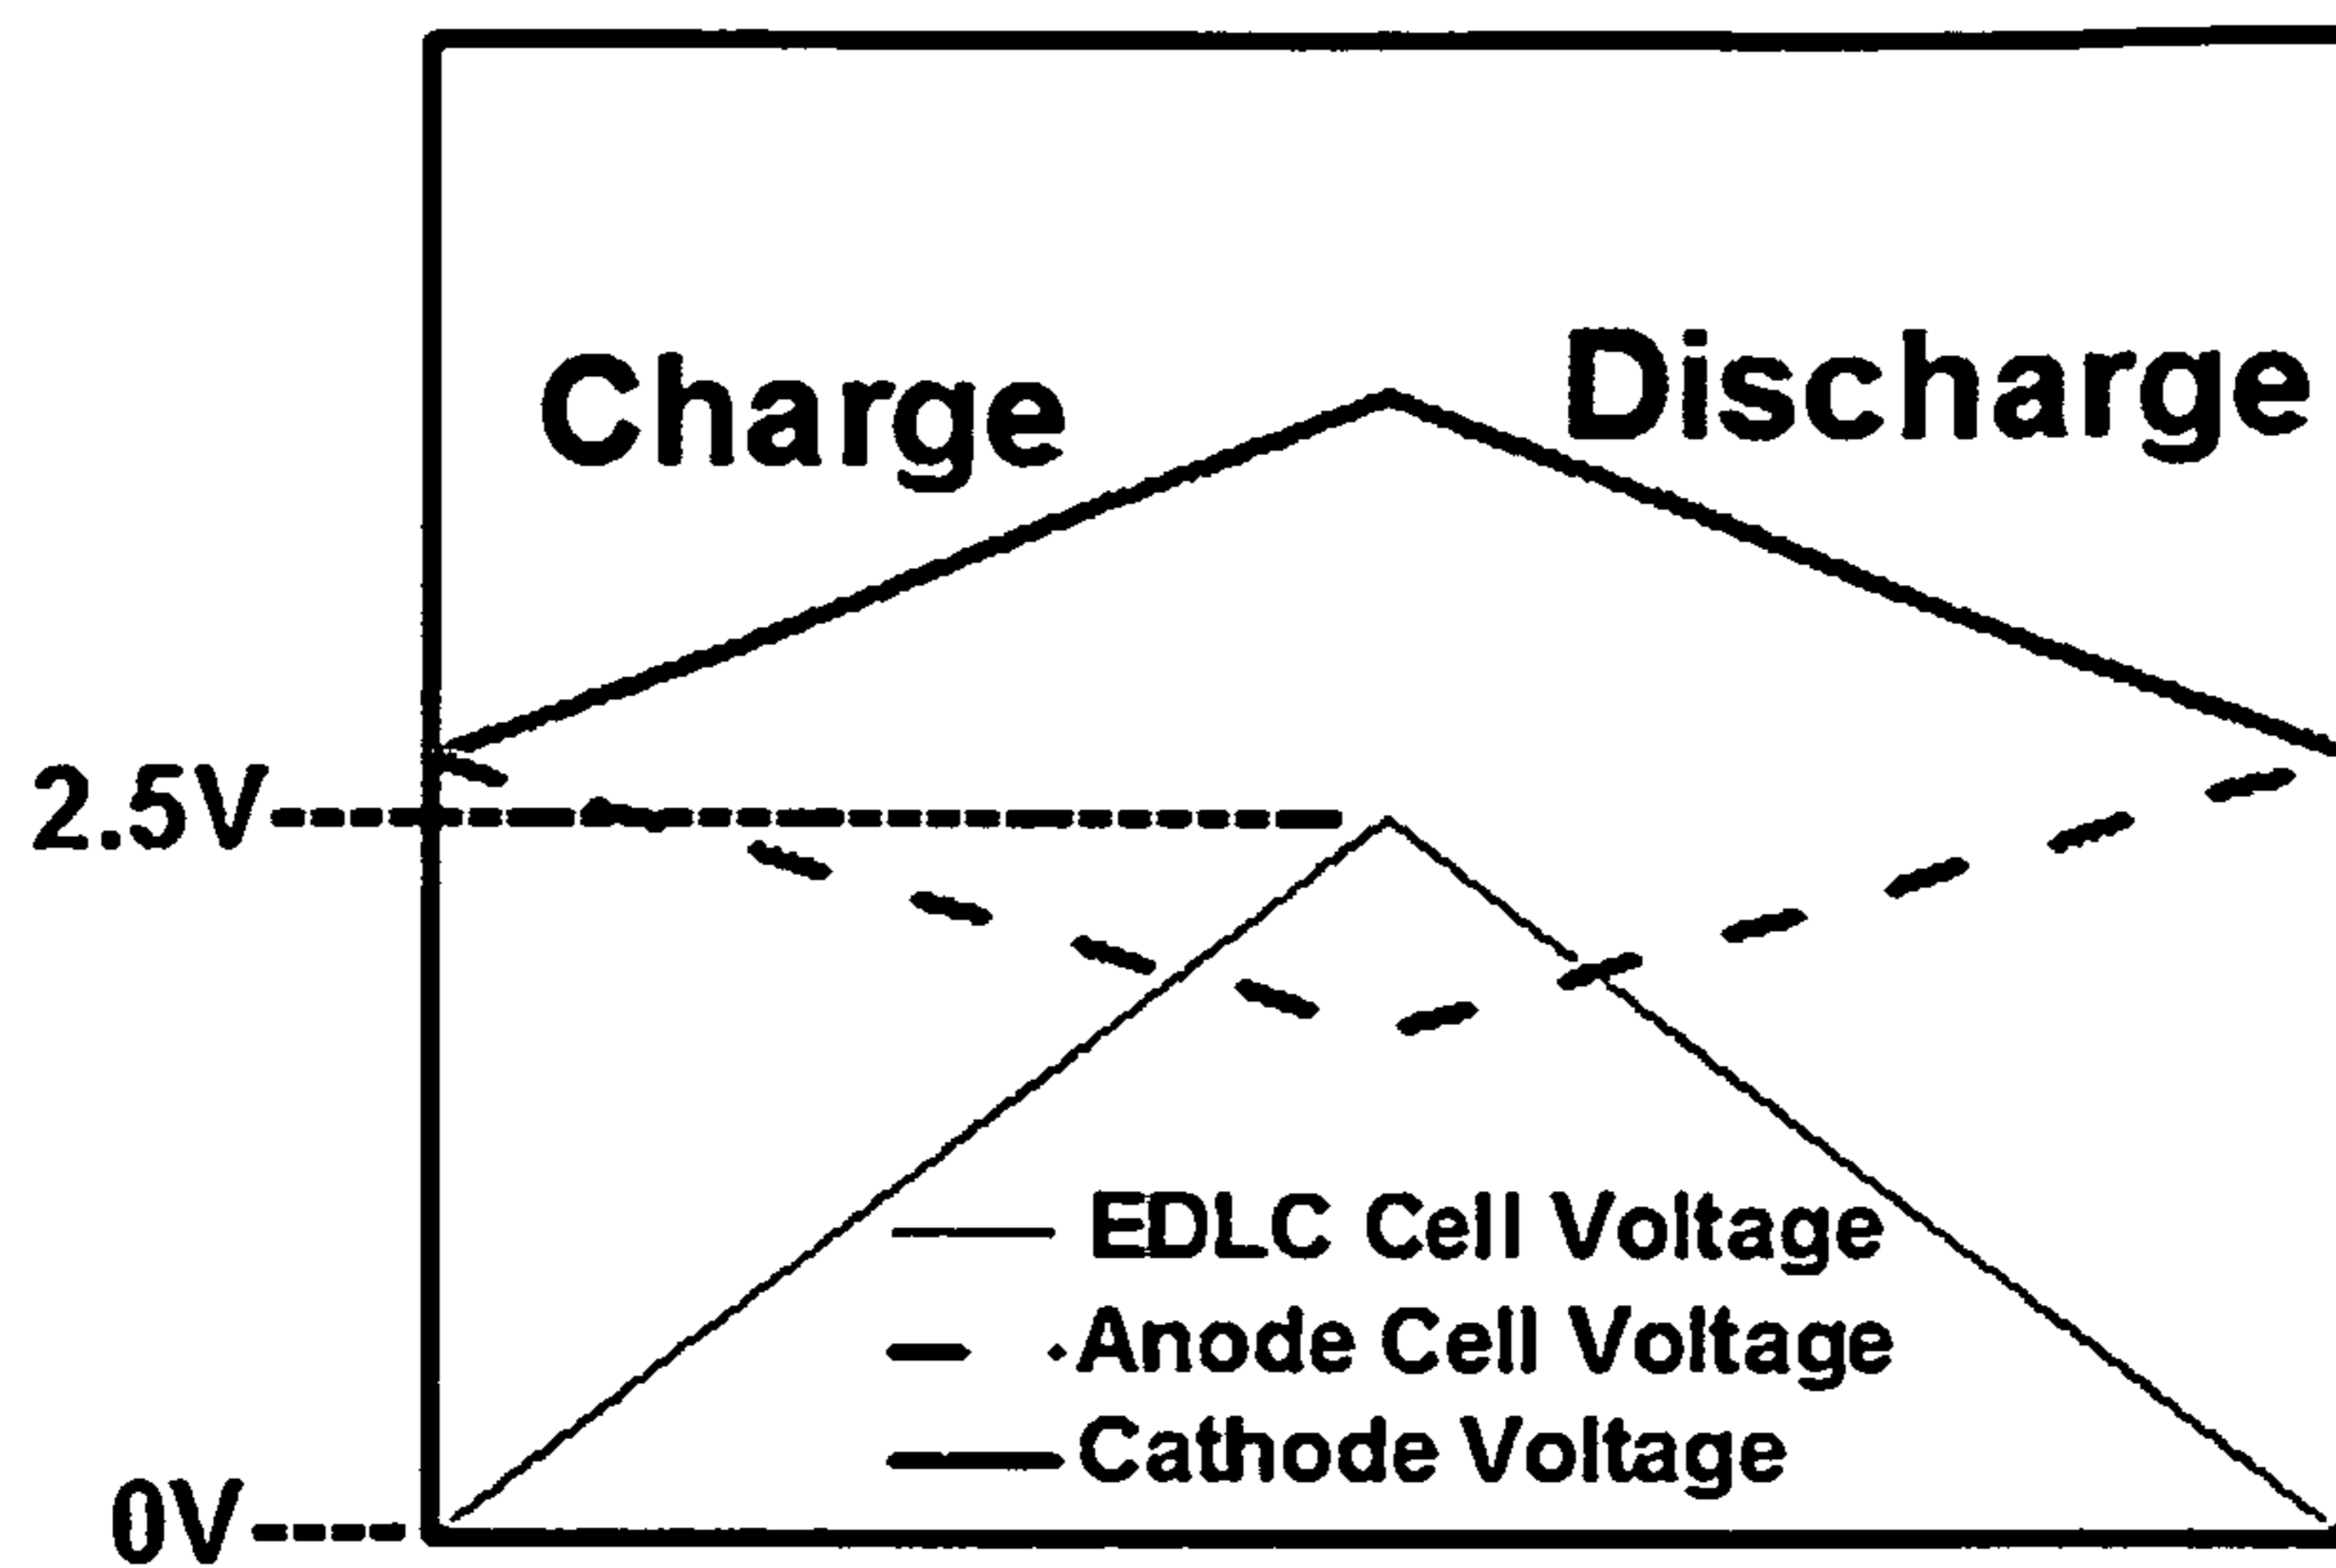 Charge
Discharge
2.5V
EDLC Cell Voltage
Anode Cell Voltage
Cathode Voltage
0V